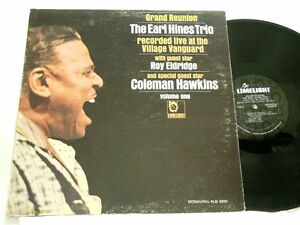 Grand Reunion
The Earl Hines Trio
recorded live at the
Village Vanguard
with guest star
Roy Eldridge
and special guest star
Coleman Hawkins
LIMELIGHT
volume one
LIMELIGHT